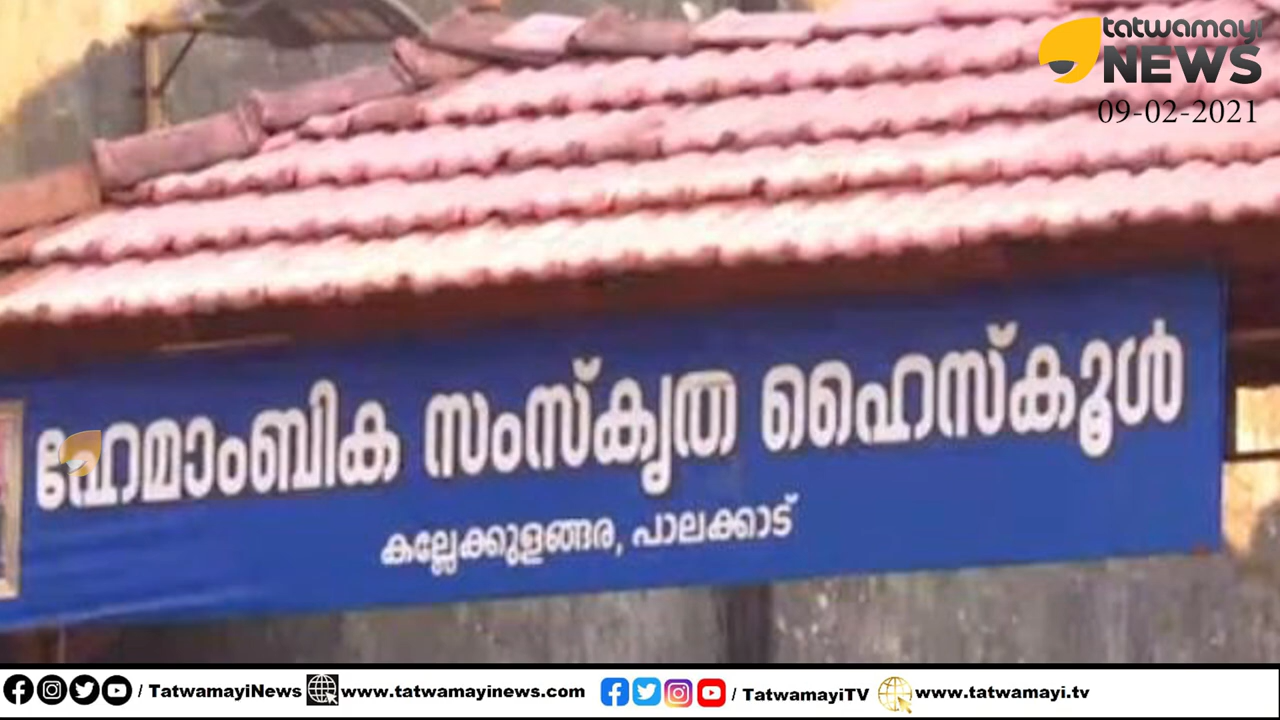 tatwamayi
NEWS
09-02-2021
ഹേമാംബിക സംസ്കൃത ഹൈസ്കൂൾ
കല്ലേക്കുളങ്ങര, പാലക്കാട്
/ TatwamayiNews www.tatwamayinews.com / TatwamayiTV www.tatwamayi.tv